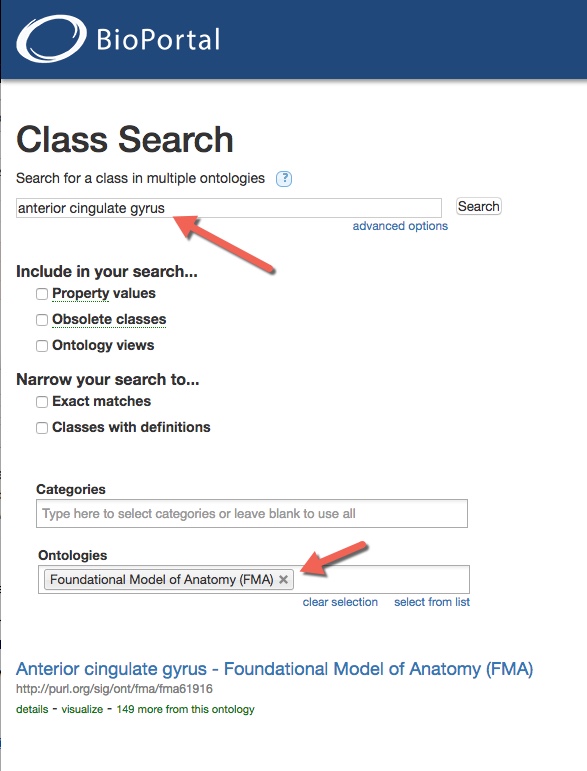 BioPortal
Class Search
Search for a class in multiple ontologies ?
anterior cingulate gyrus Search
advanced options
Include in your search...
Property values
Obsolete classes
Ontology views
Narrow your search to...
Exact matches
Classes with definitions
Categories
Type here to select categories or leave blank to use all
Ontologies
Foundational Model of Anatomy (FMA) ×
clear selection select from list
Anterior cingulate gyrus - Foundational Model of Anatomy (FMA)
http://purl.org/sig/ont/fma/fma61916
details - visualize - 149 more from this ontology